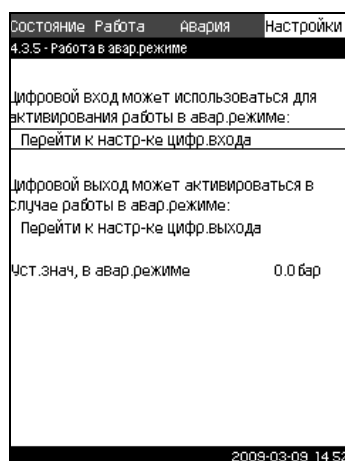 Состояние Работа Авария Настройки
4.3.5 - Работа в авар.режиме
Цифровой вход может использоваться для
активирования работы в авар.режиме:
Перейти к настр-ке цифр.входа
Цифровой выход может активироваться в
случае работы в авар.режиме:
Перейти к настр-ке цифр.выхода
Уст.знач, в авар.режиме 0.0 бар
2009-03-09 14:52